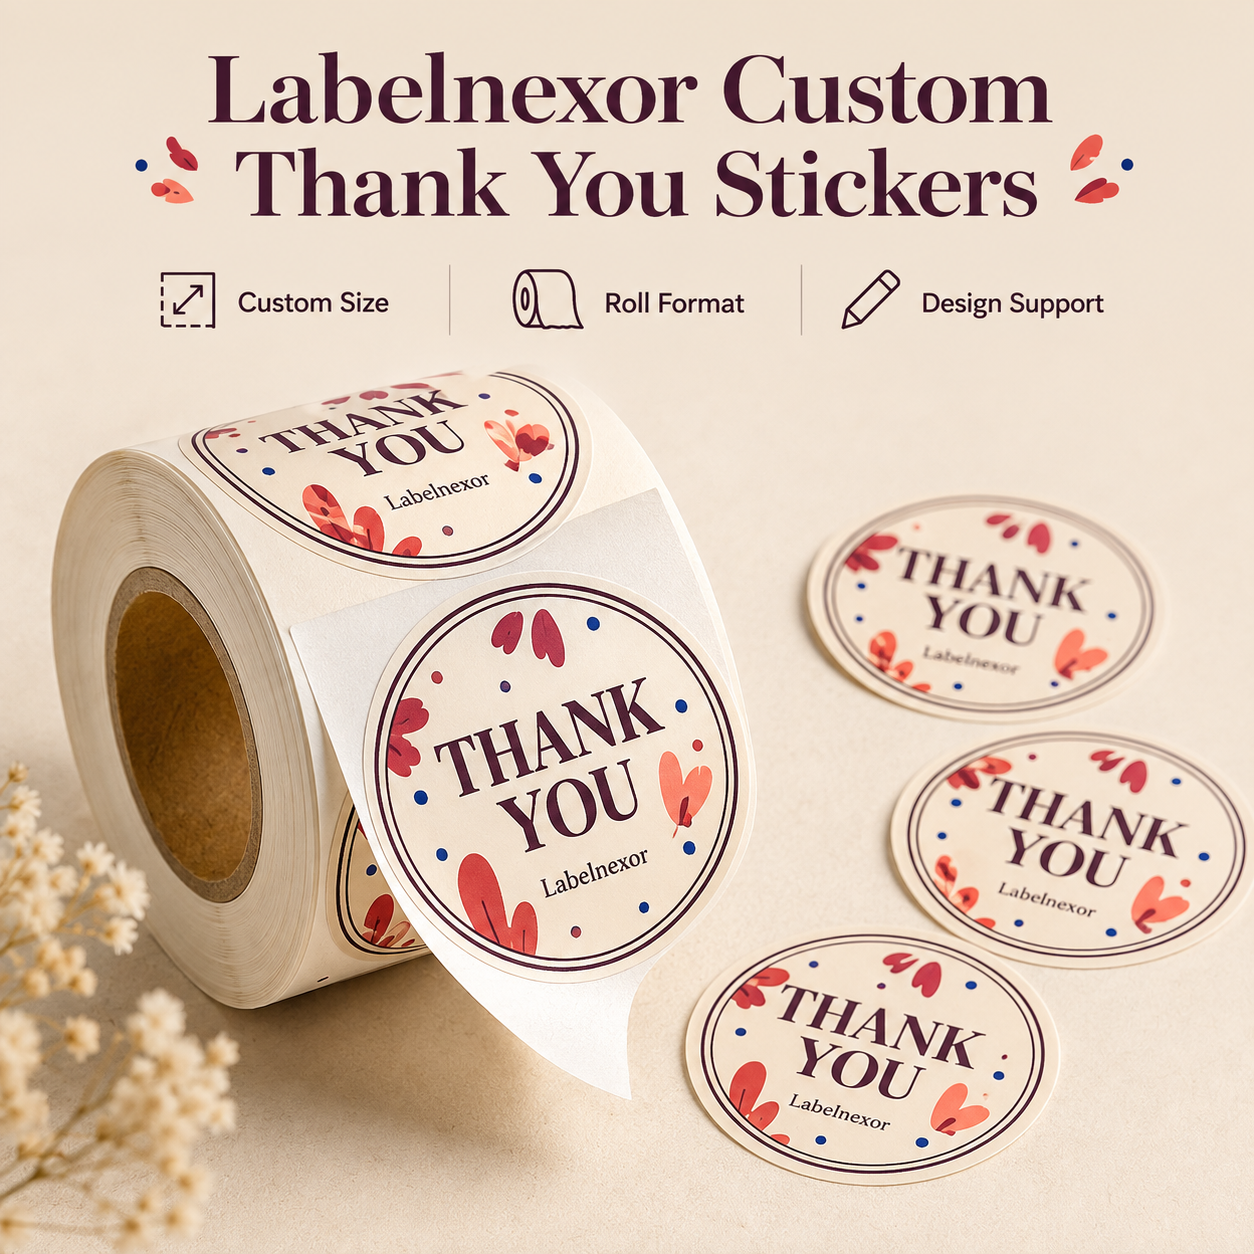 Labelnexor Custom
Thank You Stickers
Custom Size
Roll Format
Design Support
THANK
YOU
Labelnexor
THANK
YOU
Labelnexor
THANK
YOU
Labelnexor
THANK
YOU
Labelnexor
THANK
YOU
Labelnexor